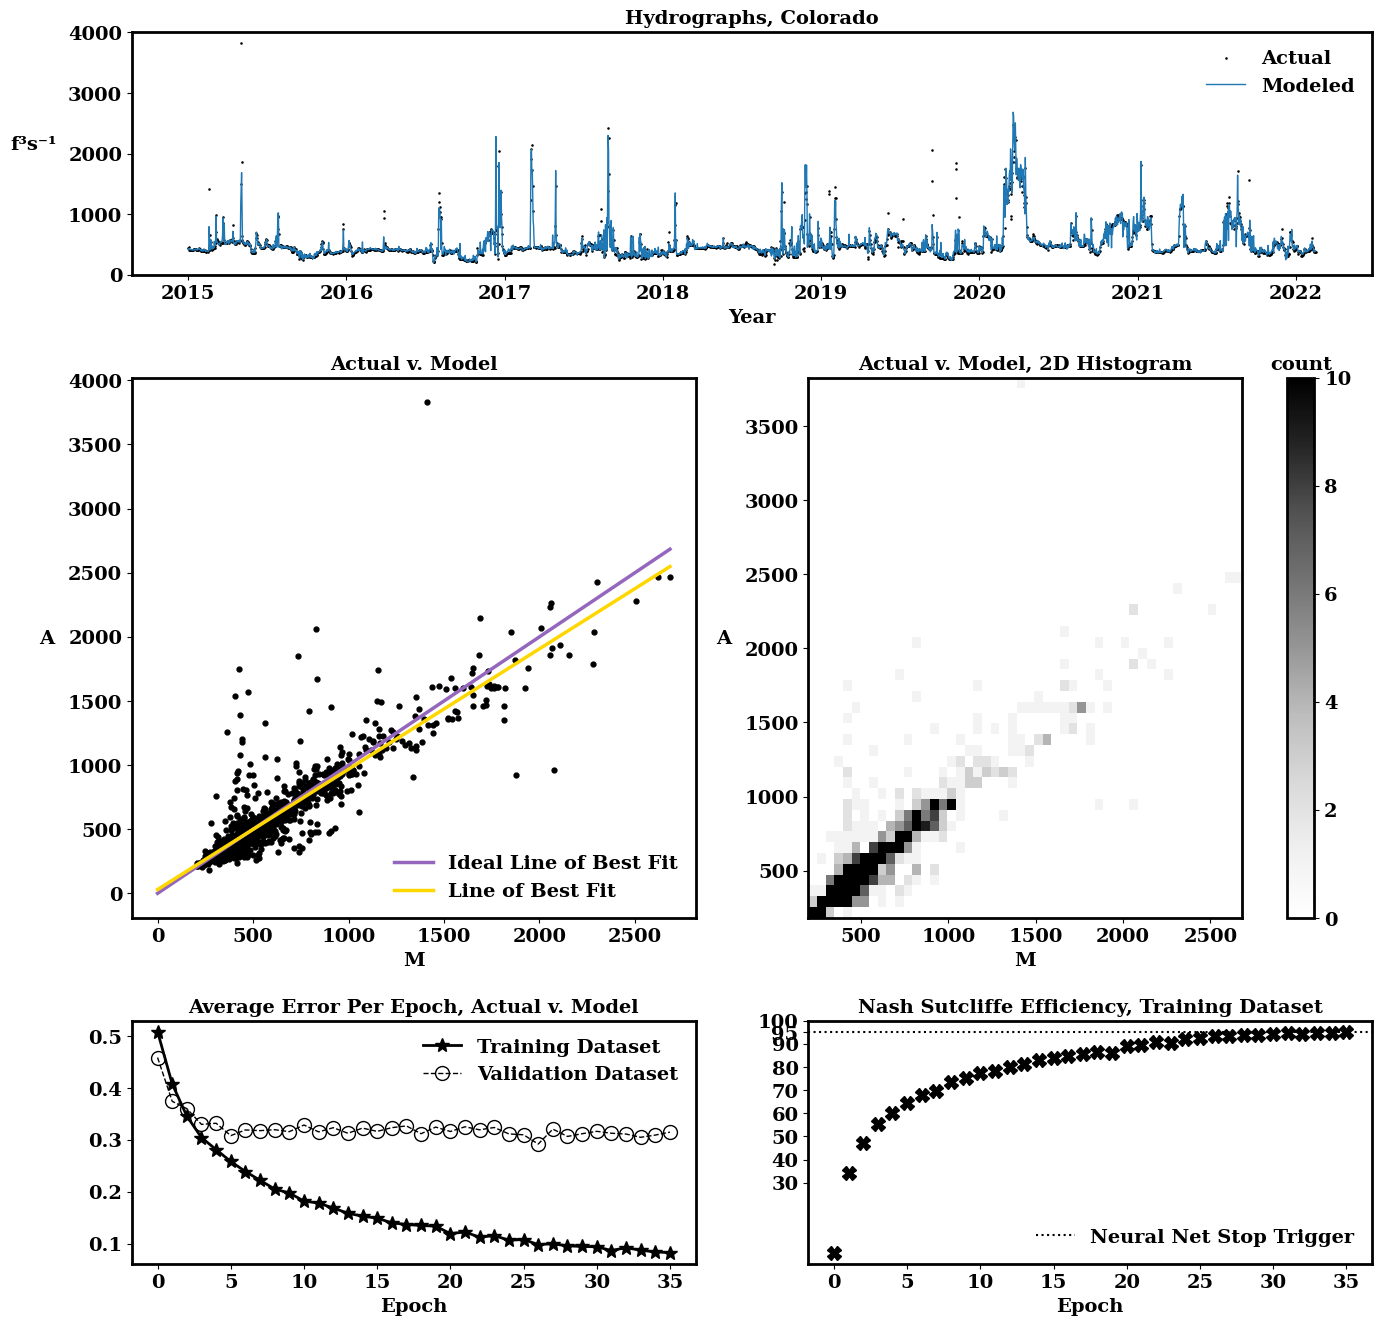 Hydrographs, Colorado
4000
3000
2000
1000
0
f³s⁻¹
Actual
Modeled
2015 2016 2017 2018 2019 2020 2021 2022
Year
Actual v. Model
4000
3500
3000
2500
2000
1500
1000
500
0
A
Ideal Line of Best Fit
Line of Best Fit
0 500 1000 1500 2000 2500
M
Actual v. Model, 2D Histogram
3500
3000
2500
2000
1500
1000
500
A
500 1000 1500 2000 2500
M
count
10
8
6
4
2
0
Average Error Per Epoch, Actual v. Model
0.5
0.4
0.3
0.2
0.1
Training Dataset
Validation Dataset
0 5 10 15 20 25 30 35
Epoch
Nash Sutcliffe Efficiency, Training Dataset
100
95
90
80
70
60
50
40
30
Neural Net Stop Trigger
0 5 10 15 20 25 30 35
Epoch